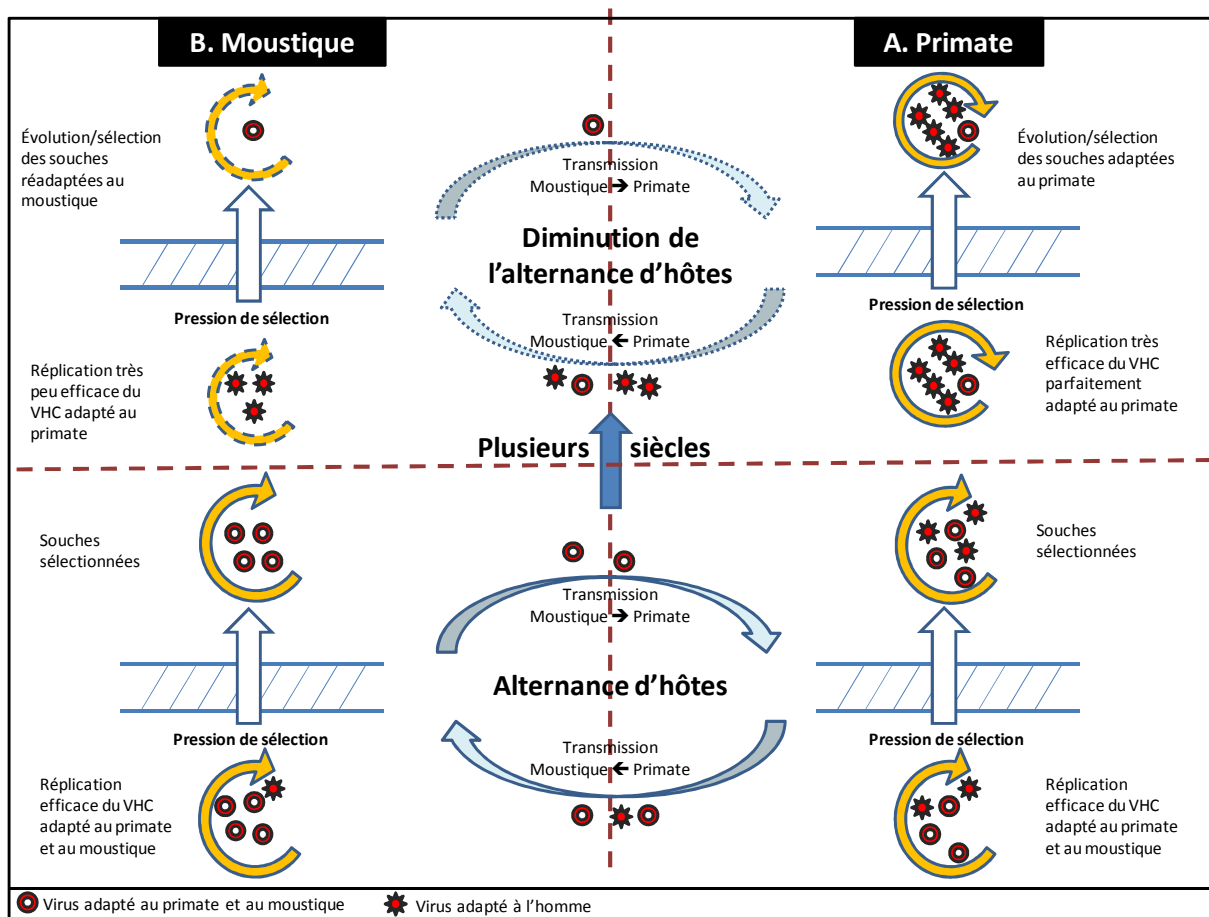 B. Moustique
A. Primate
Évolution/sélection
des souches
réadaptées au
moustique
Transmission
Moustique ➔ Primate
Évolution/sélection
des souches adaptées
au primate
Diminution de
l'alternance d'hôtes
Pression de sélection
Transmission
Moustique 🡸 Primate
Pression de sélection
Réplication très
peu efficace du
VHC adapté au
primate
Réplication très
efficace du VHC
parfaitement
adapté au primate
Plusieurs siècles
Souches
sélectionnées
Souches
sélectionnées
Transmission
Moustique ➔ Primate
Alternance d'hôtes
Pression de sélection
Transmission
Moustique 🡸 Primate
Pression de sélection
Réplication
efficace du VHC
adapté au primate
et au moustique
Réplication
efficace du VHC
adapté au primate
et au moustique
Virus adapté au primate et au moustique
Virus adapté à l'homme